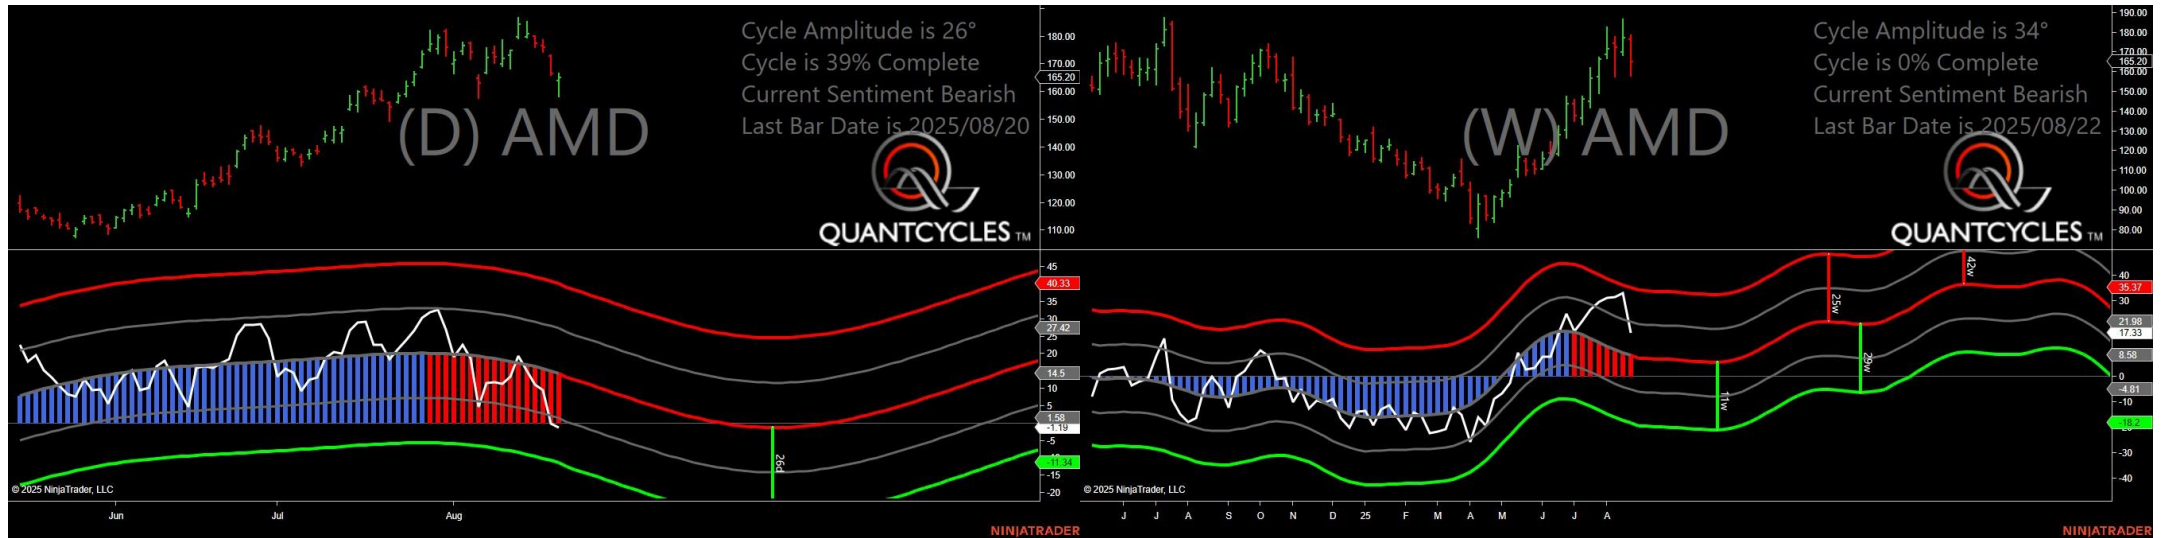 Cycle Amplitude is 26°
Cycle is 39% Complete
Current Sentiment Bearish
Last Bar Date is 2025/08/20
(D) AMD
QUANTCYCLES TM
180.00
170.00
165.20
160.00
150.00
140.00
130.00
120.00
110.00
45
40.33
35
30
27.42
25
20
14.5
10
5
1.58
-1.19
-5
-11.34
-15
-20
26d
© 2025 NinjaTrader, LLC
Jun
Jul
Aug
NINJATRADER
Cycle Amplitude is 34°
Cycle is 0% Complete
Current Sentiment Bearish
Last Bar Date is 2025/08/22
(W) AMD
QUANTCYCLES TM
190.00
180.00
170.00
165.20
160.00
150.00
140.00
130.00
120.00
110.00
100.00
90.00
80.00
40
35.37
30
21.98
17.33
8.58
0
-4.81
-10
-18.2
-30
-40
11w
25w
29w
42w
© 2025 NinjaTrader, LLC
J J A S O N D 25 F M A M J J A
NINJATRADER